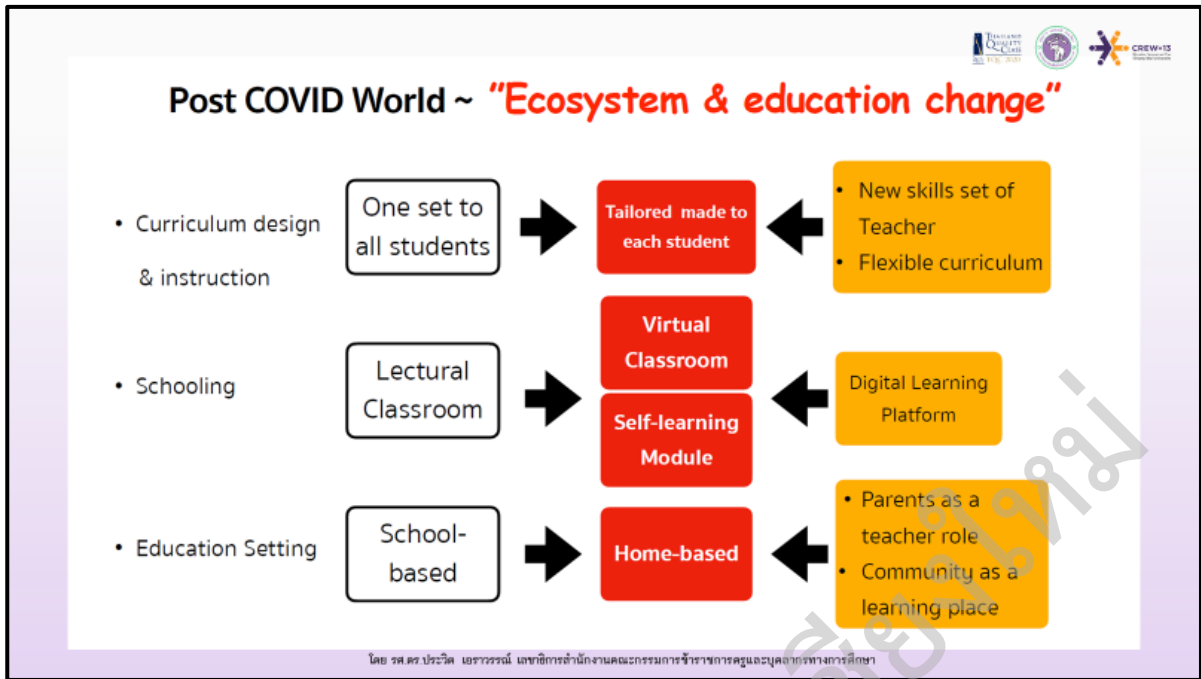 THAILAND
QUALITY
CLASS
TQC 2020
CREW×13
Post COVID World ~ "Ecosystem & education change"
• Curriculum design
& instruction
One set to
all students
Tailored made to
each student
• New skills set of
Teacher
• Flexible curriculum
• Schooling
Lectural
Classroom
Virtual
Classroom
Self-learning
Module
Digital Learning
Platform
• Education Setting
School-
based
Home-based
• Parents as a
teacher role
• Community as a
learning place
โดย รศ.ดร.ประวิต เอราวรรณ์ เลขาธิการสำนักงานคณะกรรมการข้าราชการครูและบุคลากรทางการศึกษา